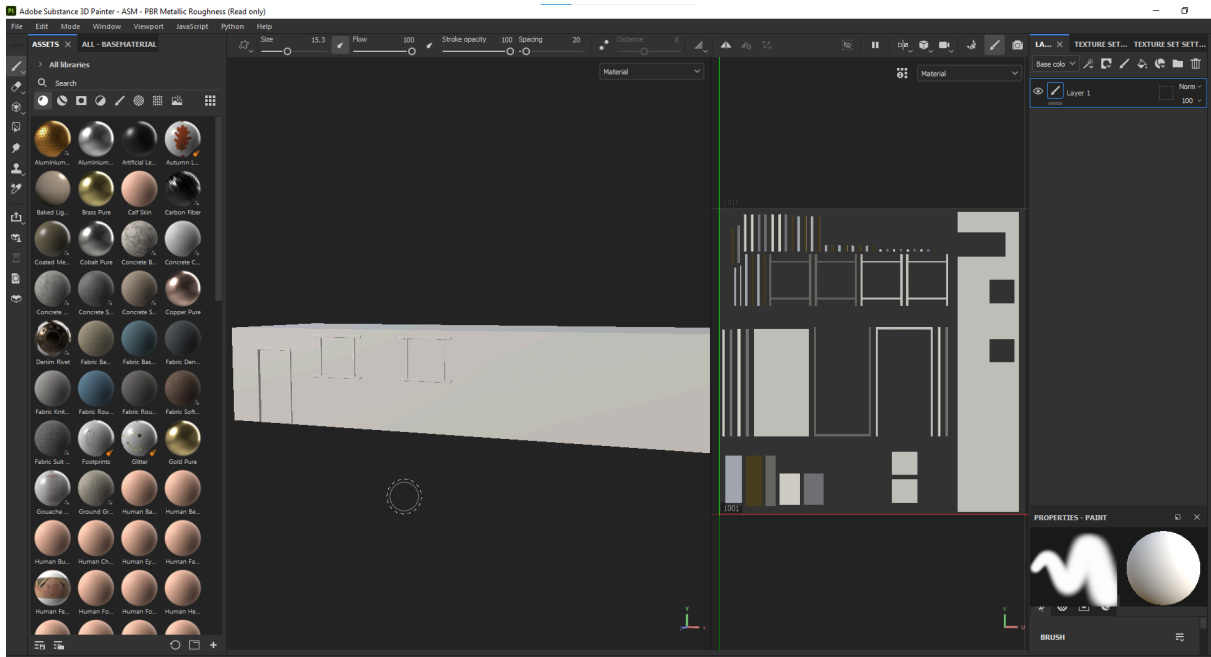 Pt Adobe Substance 3D Painter - ASM - PBR Metallic Roughness (Read only)
File Edit Mode Window Viewport JavaScript Python Help
ASSETS × ALL - BASEMATERIAL
Size 15.3 Flow 100 Stroke opacity 100 Spacing 20 Distance 8
LA... × TEXTURE SET... TEXTURE SET SETT...
All libraries
Search
Material
Material
Base colo
Layer 1
Norm
100
Aluminium... Aluminium... Artificial Le... Autumn L...
Baked Lig... Brass Pure Calf Skin Carbon Fiber
Coated Me... Cobalt Pure Concrete B... Concrete C...
Concrete ... Concrete S... Concrete S... Copper Pure
Denim Rivet Fabric Ba... Fabric Bas... Fabric Den...
Fabric Knit... Fabric Rou... Fabric Rou... Fabric Soft...
Fabric Suit ... Footprints Glitter Gold Pure
Gouache ... Ground Gr... Human Ba... Human Be...
Human Bu... Human Ch... Human Ey... Human Fa...
Human Fe... Human Fo... Human Fo... Human He...
1001
1001
Y
PROPERTIES - PAINT
BRUSH